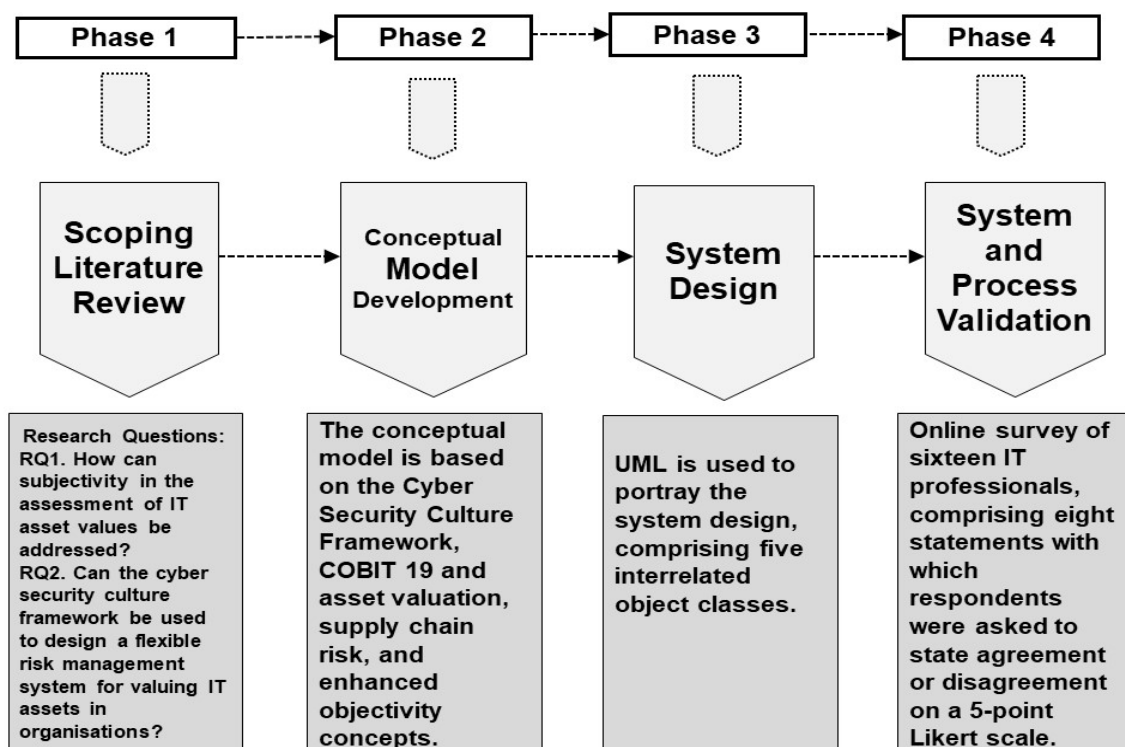 Phase 1
Phase 2
Phase 3
Phase 4
Scoping
Literature
Review
Conceptual
Model
Development
System
Design
System
and
Process
Validation
Research Questions:
RQ1. How can
subjectivity in the
assessment of IT
asset values be
addressed?
RQ2. Can the cyber
security culture
framework be used
to design a flexible
risk management
system for valuing IT
assets in
organisations?
The conceptual
model is based
on the Cyber
Security Culture
Framework,
COBIT 19 and
asset valuation,
supply chain
risk, and
enhanced
objectivity
concepts.
UML is used to
portray the
system design,
comprising five
interrelated
object classes.
Online survey of
sixteen IT
professionals,
comprising eight
statements with
which
respondents
were asked to
state agreement
or disagreement
on a 5-point
Likert scale.